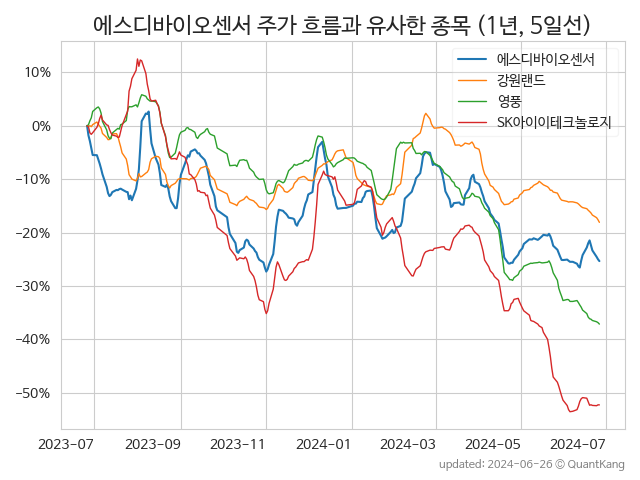 에스디바이오센서 주가 흐름과 유사한 종목 (1년, 5일선)
에스디바이오센서
강원랜드
영풍
SK아이이테크놀로지
10%
0%
−10%
−20%
−30%
−40%
−50%
2023-07 2023-09 2023-11 2024-01 2024-03 2024-05 2024-07
updated: 2024-06-26 © QuantKang